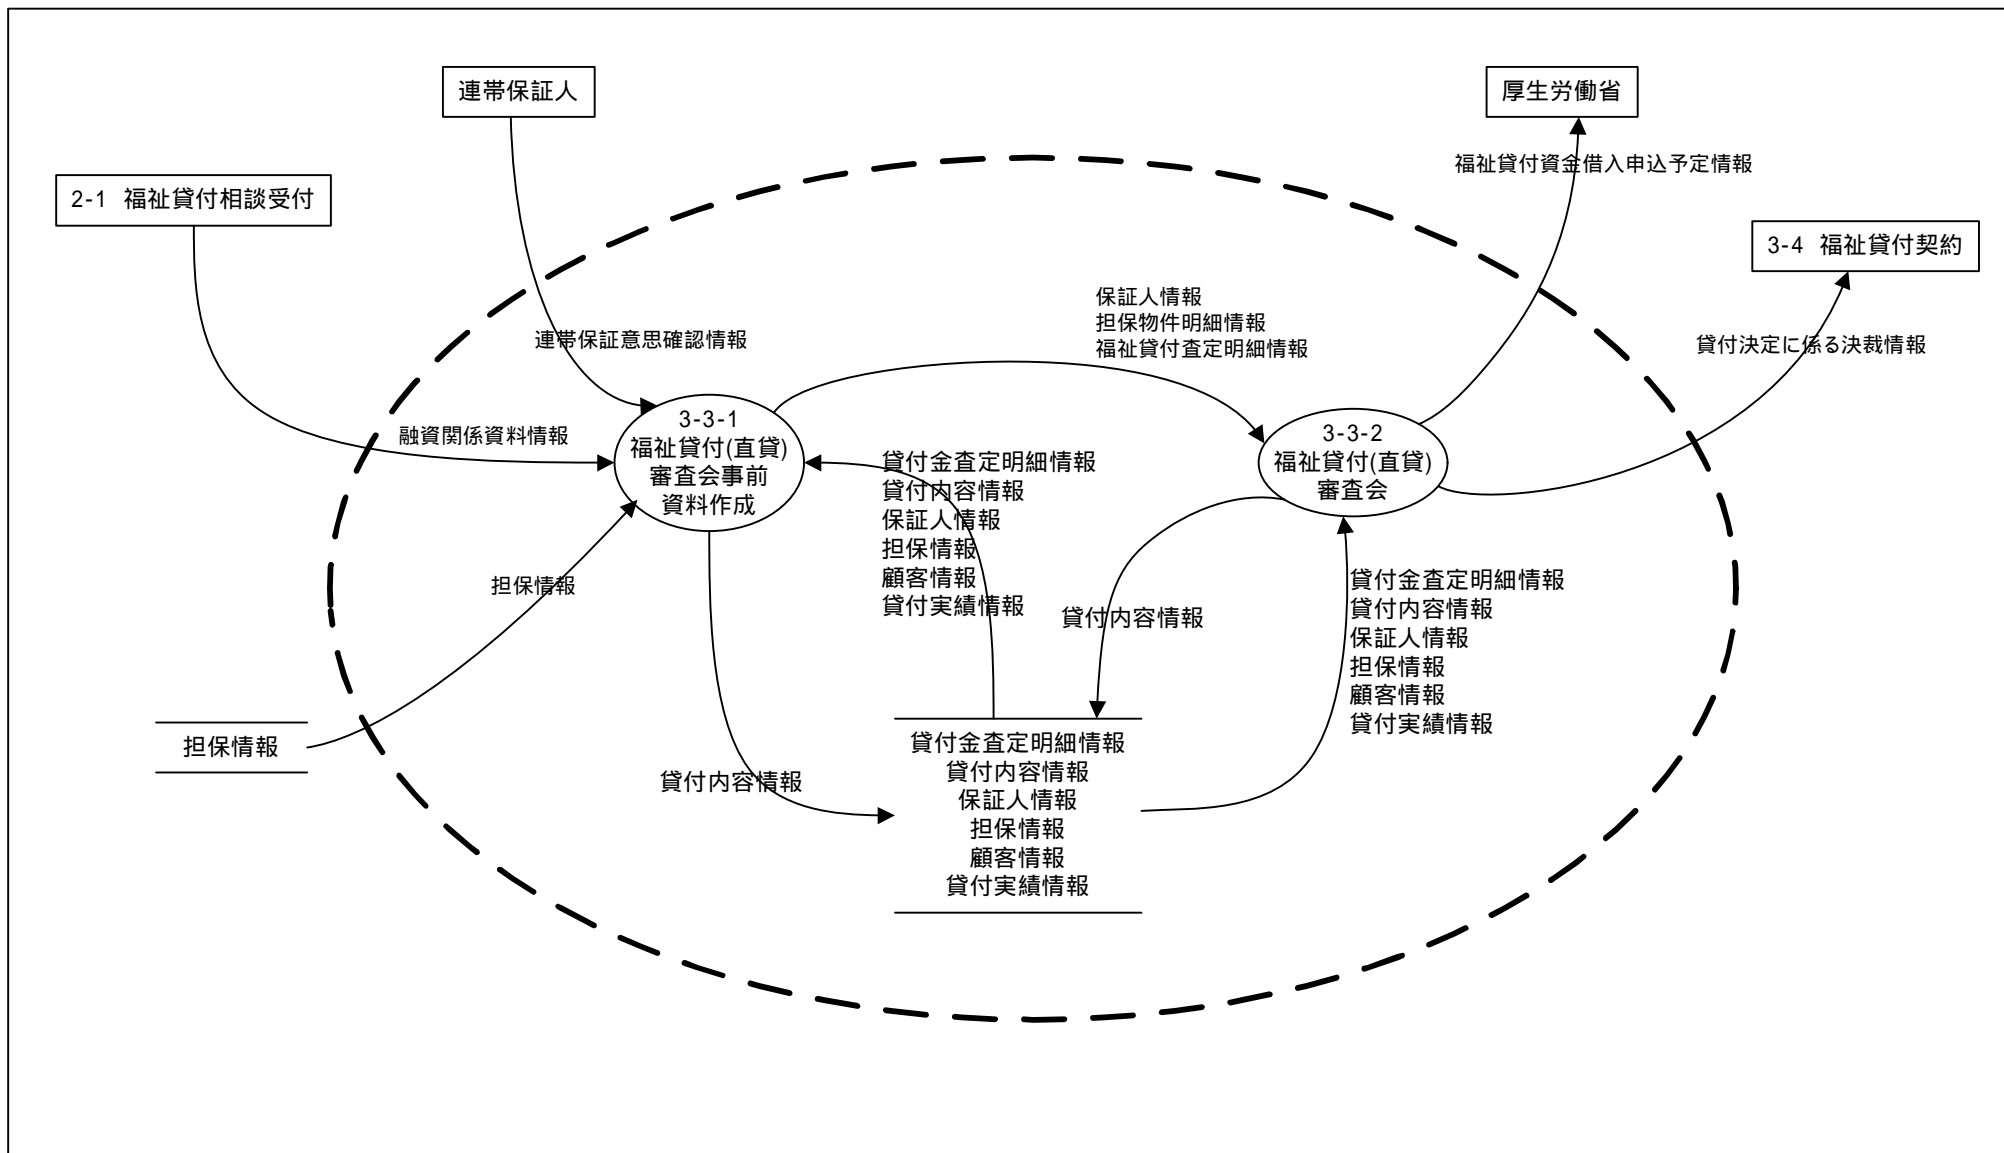 連帯保証人
厚生労働省
福祉貸付資金借入申込予定情報
2-1 福祉貸付相談受付
3-4 福祉貸付契約
保証人情報
担保物件明細情報
福祉貸付査定明細情報
連帯保証意思確認情報
貸付決定に係る決裁情報
融資関係資料情報
3-3-1
福祉貸付(直貸)
審査会事前
資料作成
3-3-2
福祉貸付(直貸)
審査会
貸付金査定明細情報
貸付内容情報
保証人情報
担保情報
顧客情報
貸付実績情報
担保情報
貸付内容情報
貸付金査定明細情報
貸付内容情報
保証人情報
担保情報
顧客情報
貸付実績情報
担保情報
貸付内容情報
貸付金査定明細情報
貸付内容情報
保証人情報
担保情報
顧客情報
貸付実績情報